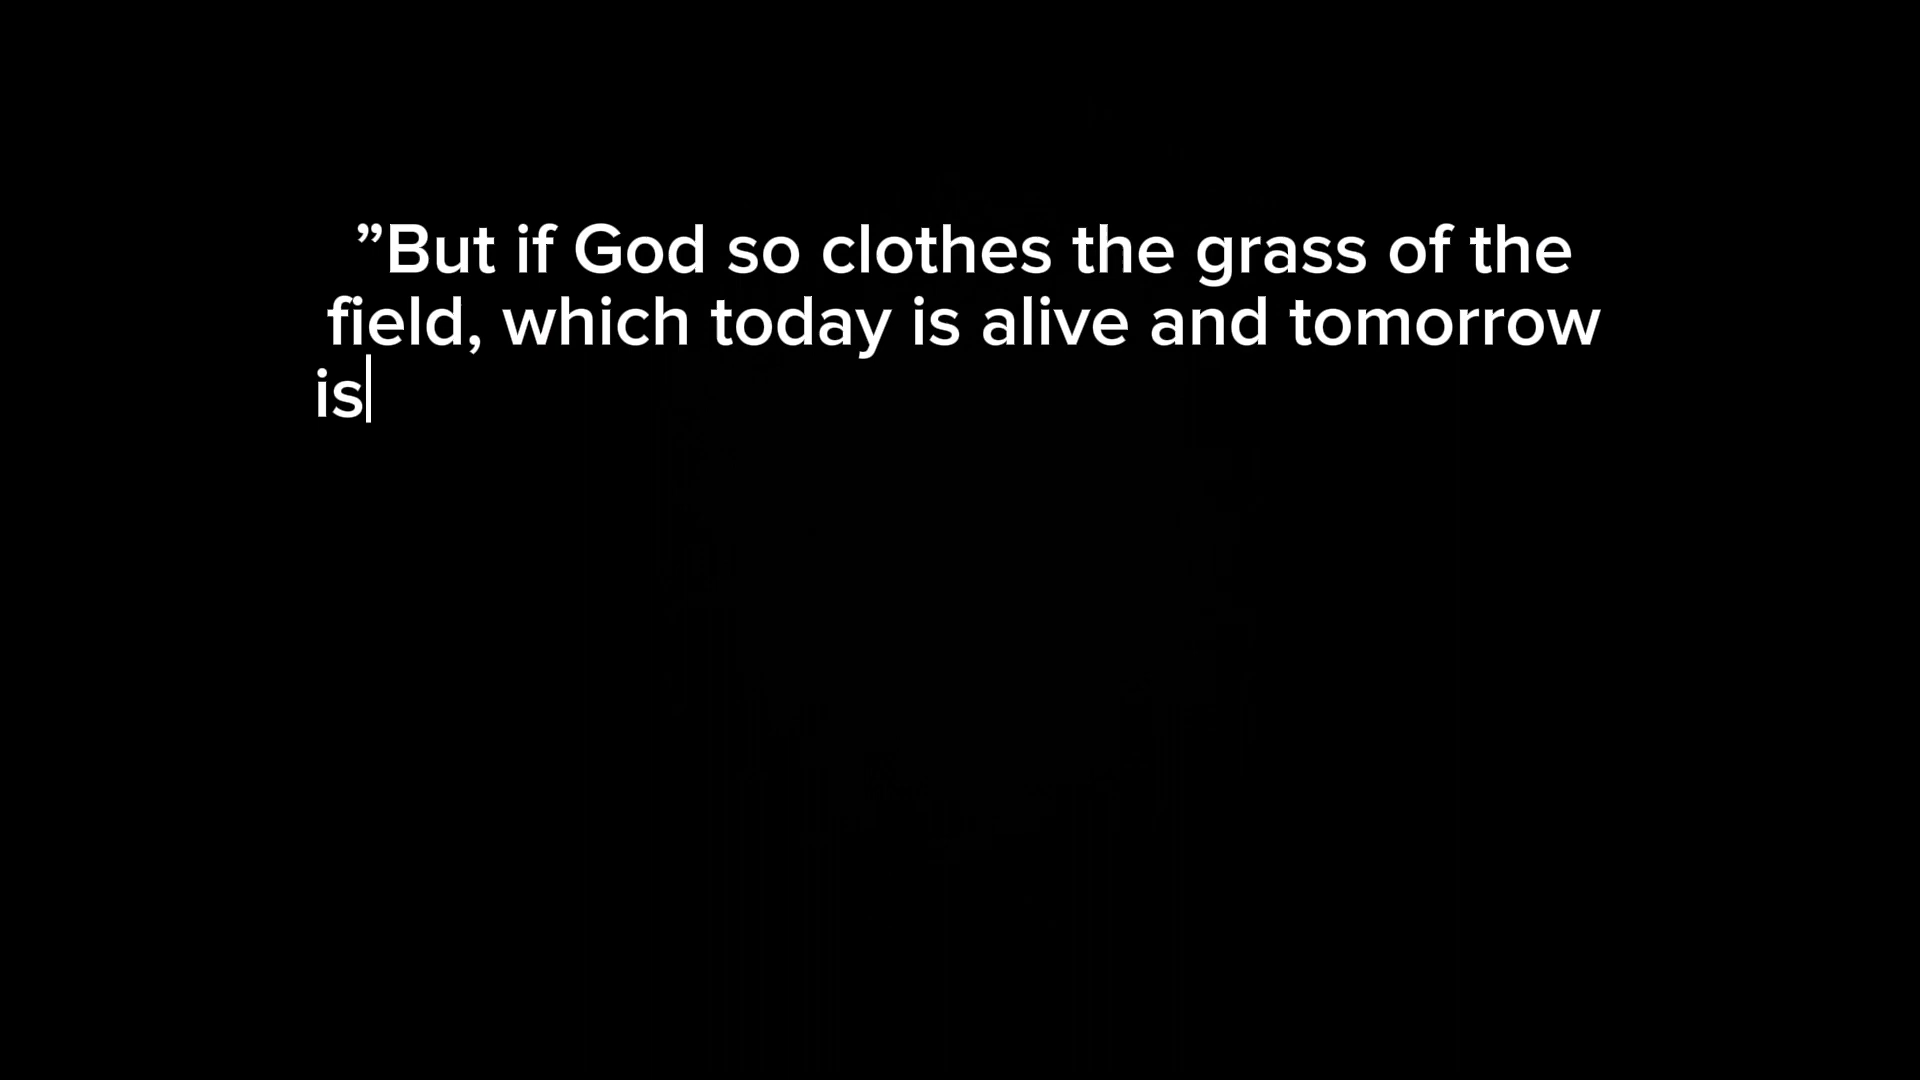 ”But if God so clothes the grass of the
field, which today is alive and tomorrow
is